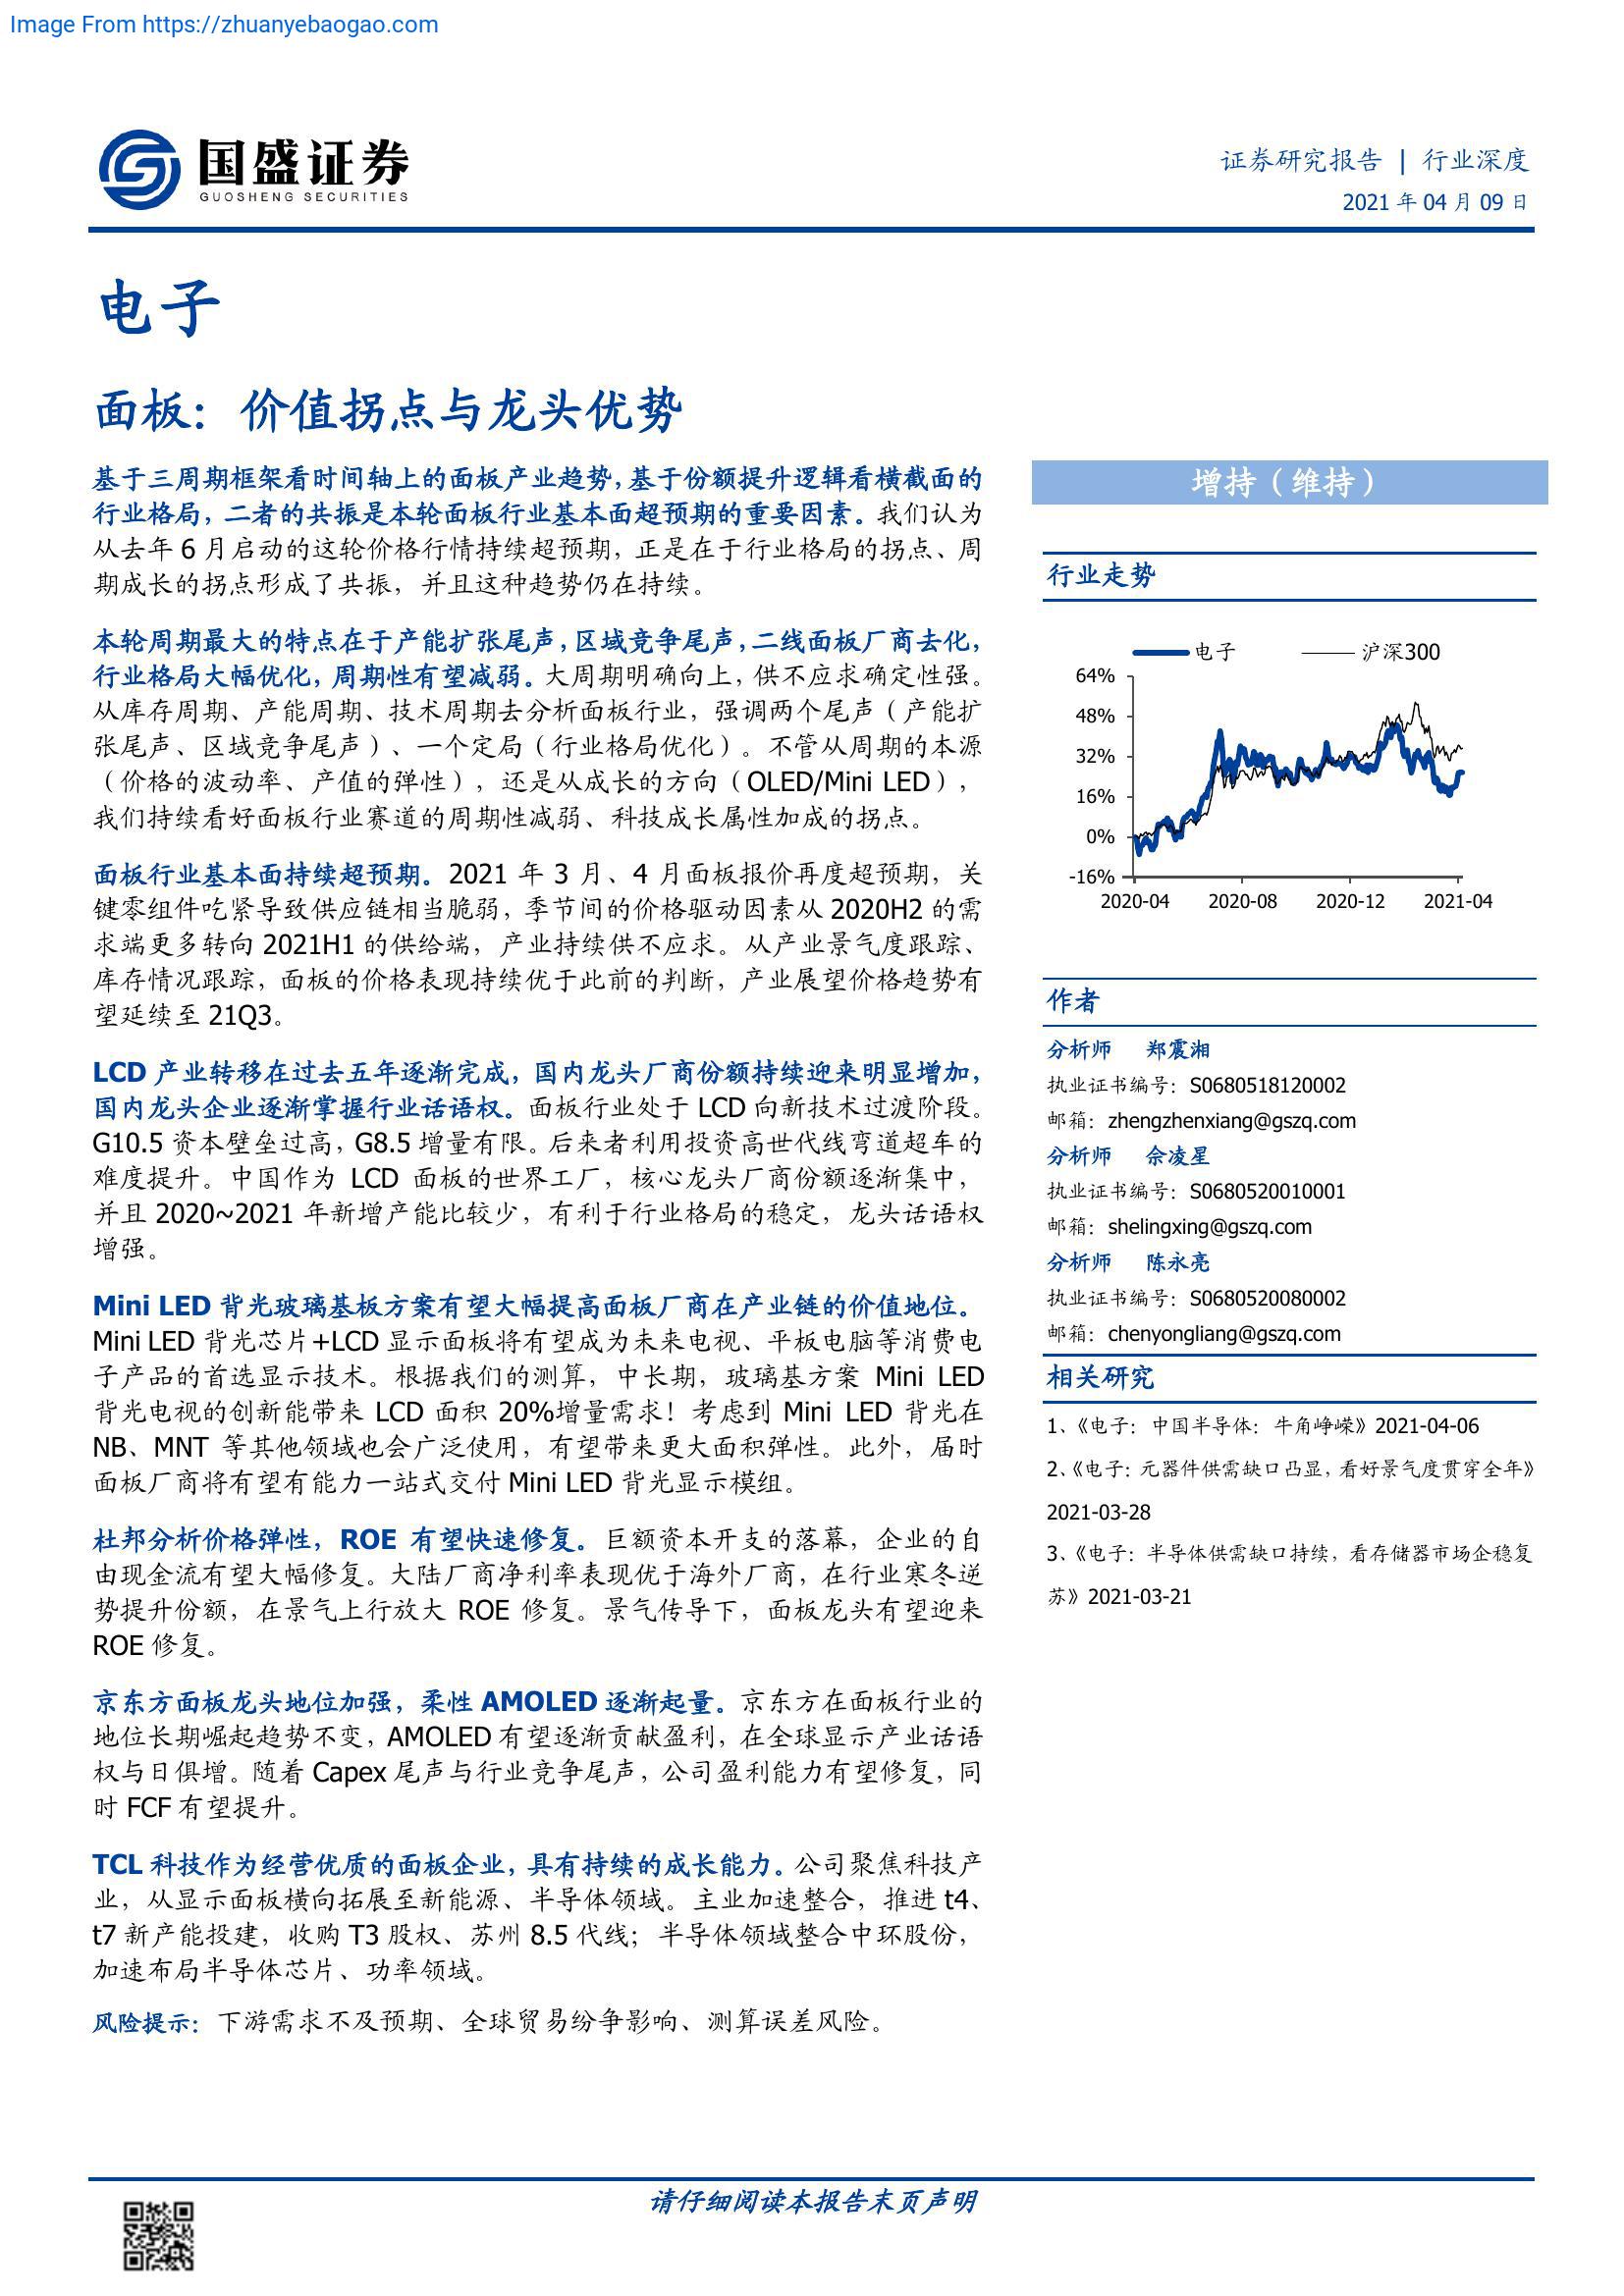 Image From https://zhuanyebaogao.com
国盛证券
GUOSHENG SECURITIES
证券研究报告 | 行业深度
2021 年 04 月 09 日
电子
面板：价值拐点与龙头优势
基于三周期框架看时间轴上的面板产业趋势，基于份额提升逻辑看横截面的
行业格局，二者的共振是本轮面板行业基本面超预期的重要因素。我们认为
从去年 6 月启动的这轮价格行情持续超预期，正是在于行业格局的拐点、周
期成长的拐点形成了共振，并且这种趋势仍在持续。
本轮周期最大的特点在于产能扩张尾声，区域竞争尾声，二线面板厂商去化，
行业格局大幅优化，周期性有望减弱。大周期明确向上，供不应求确定性强。
从库存周期、产能周期、技术周期去分析面板行业，强调两个尾声（产能扩
张尾声、区域竞争尾声）、一个定局（行业格局优化）。不管从周期的本源
（价格的波动率、产值的弹性），还是从成长的方向（OLED/Mini LED），
我们持续看好面板行业赛道的周期性减弱、科技成长属性加成的拐点。
面板行业基本面持续超预期。2021 年 3 月、4 月面板报价再度超预期，关
键零组件吃紧导致供应链相当脆弱，季节间的价格驱动因素从 2020H2 的需
求端更多转向 2021H1 的供给端，产业持续供不应求。从产业景气度跟踪、
库存情况跟踪，面板的价格表现持续优于此前的判断，产业展望价格趋势有
望延续至 21Q3。
LCD 产业转移在过去五年逐渐完成，国内龙头厂商份额持续迎来明显增加，
国内龙头企业逐渐掌握行业话语权。面板行业处于 LCD 向新技术过渡阶段。
G10.5 资本壁垒过高，G8.5 增量有限。后来者利用投资高世代线弯道超车的
难度提升。中国作为 LCD 面板的世界工厂，核心龙头厂商份额逐渐集中，
并且 2020~2021 年新增产能比较少，有利于行业格局的稳定，龙头话语权
增强。
Mini LED 背光玻璃基板方案有望大幅提高面板厂商在产业链的价值地位。
Mini LED 背光芯片+LCD 显示面板将有望成为未来电视、平板电脑等消费电
子产品的首选显示技术。根据我们的测算，中长期，玻璃基方案 Mini LED
背光电视的创新能带来 LCD 面积 20%增量需求！考虑到 Mini LED 背光在
NB、MNT 等其他领域也会广泛使用，有望带来更大面积弹性。此外，届时
面板厂商将有望有能力一站式交付 Mini LED 背光显示模组。
杜邦分析价格弹性，ROE 有望快速修复。巨额资本开支的落幕，企业的自
由现金流有望大幅修复。大陆厂商净利率表现优于海外厂商，在行业寒冬逆
势提升份额，在景气上行放大 ROE 修复。景气传导下，面板龙头有望迎来
ROE 修复。
京东方面板龙头地位加强，柔性 AMOLED 逐渐起量。京东方在面板行业的
地位长期崛起趋势不变，AMOLED 有望逐渐贡献盈利，在全球显示产业话语
权与日俱增。随着 Capex 尾声与行业竞争尾声，公司盈利能力有望修复，同
时 FCF 有望提升。
TCL 科技作为经营优质的面板企业，具有持续的成长能力。公司聚焦科技产
业，从显示面板横向拓展至新能源、半导体领域。主业加速整合，推进 t4、
t7 新产能投建，收购 T3 股权、苏州 8.5 代线；半导体领域整合中环股份，
加速布局半导体芯片、功率领域。
风险提示：下游需求不及预期、全球贸易纷争影响、测算误差风险。
增持（维持）
行业走势
电子 沪深300
64%
48%
32%
16%
0%
-16%
2020-04 2020-08 2020-12 2021-04
作者
分析师 郑震湘
执业证书编号：S0680518120002
邮箱：zhengzhenxiang@gszq.com
分析师 佘凌星
执业证书编号：S0680520010001
邮箱：shelingxing@gszq.com
分析师 陈永亮
执业证书编号：S0680520080002
邮箱：chenyongliang@gszq.com
相关研究
1、《电子：中国半导体：牛角峥嵘》2021-04-06
2、《电子：元器件供需缺口凸显，看好景气度贯穿全年》
2021-03-28
3、《电子：半导体供需缺口持续，看存储器市场企稳复
苏》2021-03-21
请仔细阅读本报告末页声明